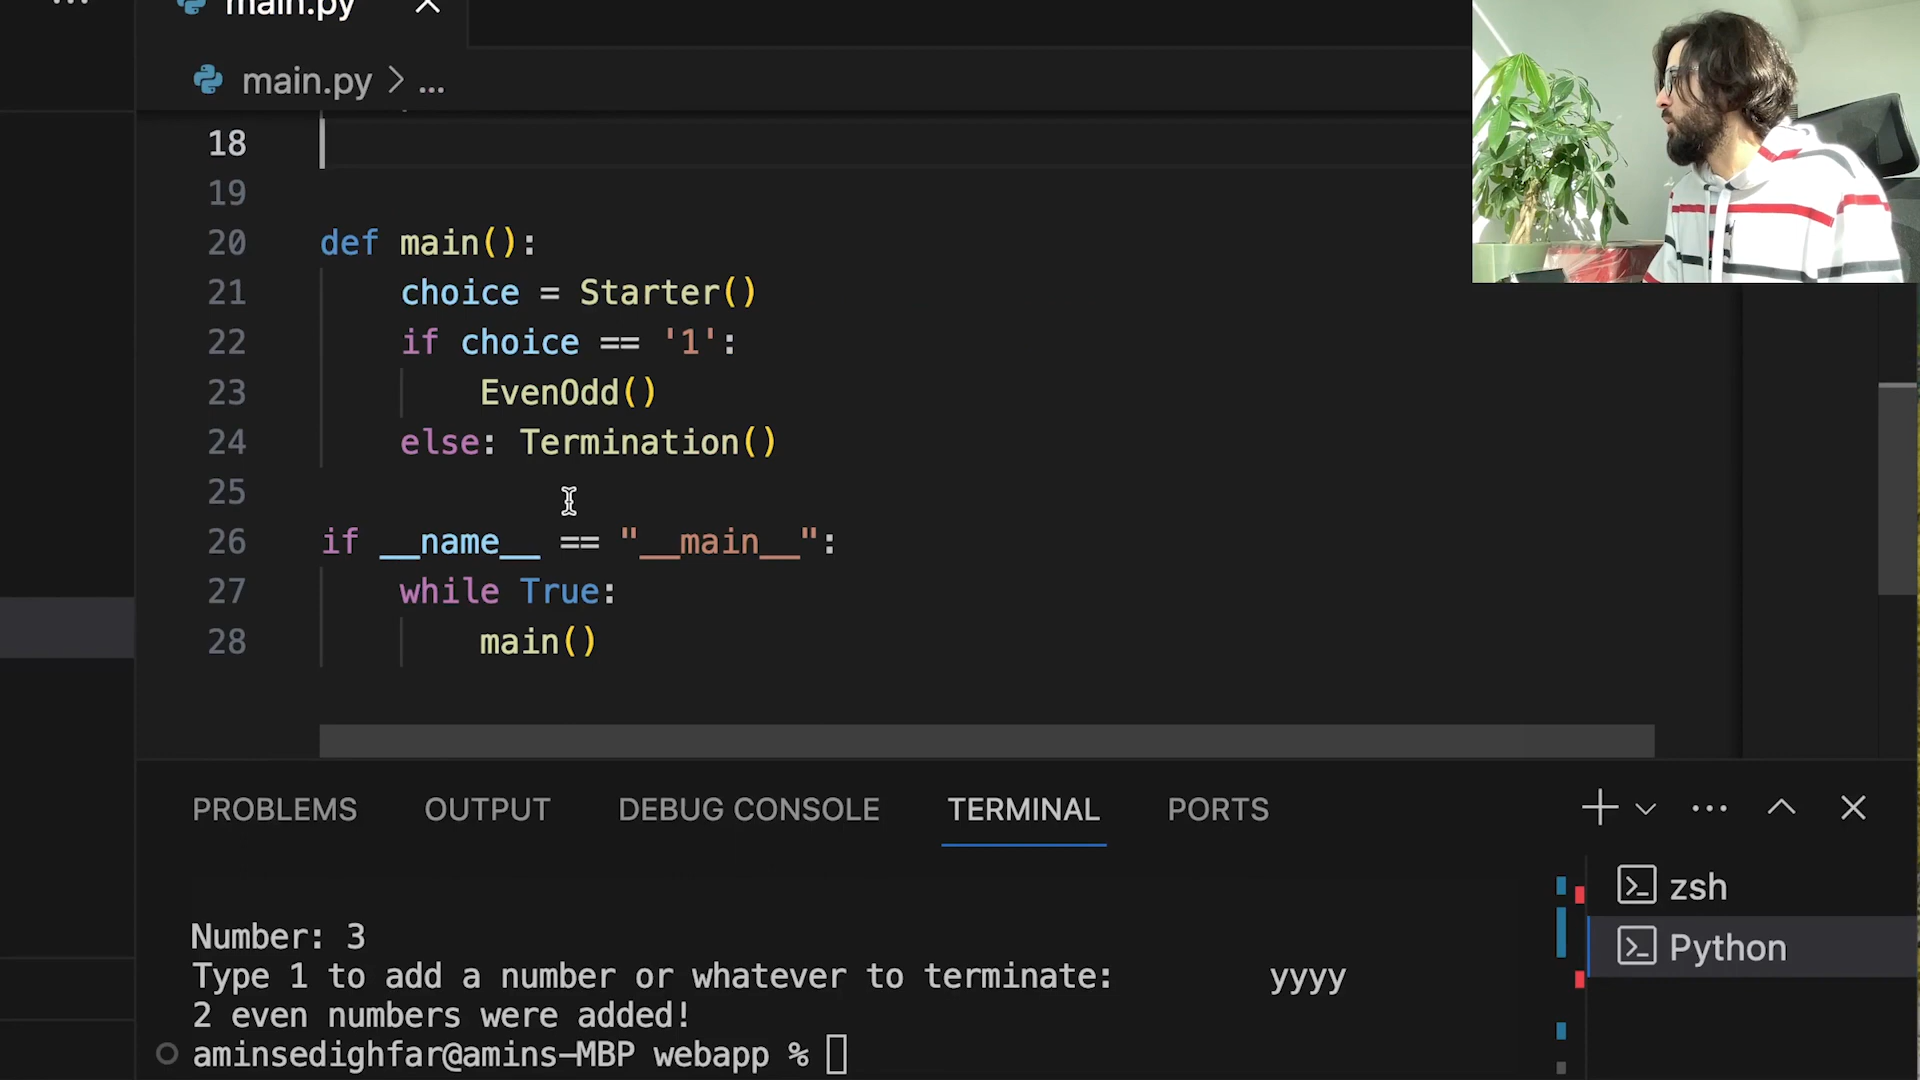 main.py
main.py > ...
18
19
20 def main():
21 choice = Starter()
22 if choice == '1':
23 EvenOdd()
24 else: Termination()
25
26 if __name__ == "__main__":
27 while True:
28 main()
PROBLEMS OUTPUT DEBUG CONSOLE TERMINAL PORTS
zsh
Python
Number: 3
Type 1 to add a number or whatever to terminate: yyyy
2 even numbers were added!
aminsedighfar@amins-MBP webapp %